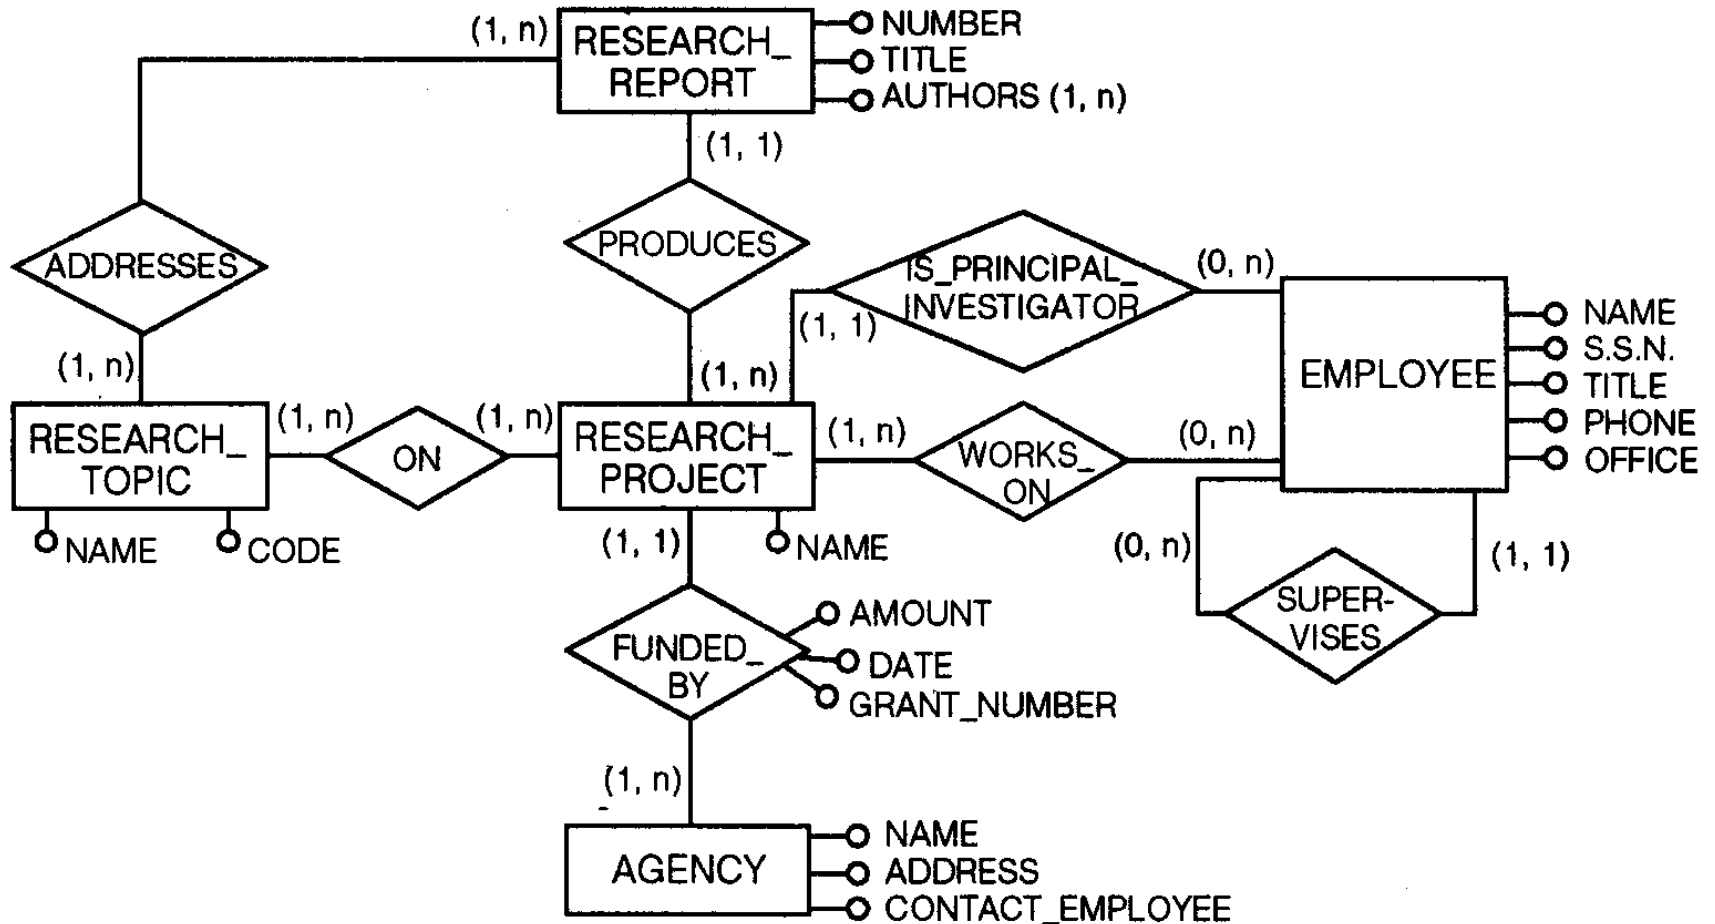 (1, n)
RESEARCH_
REPORT
NUMBER
TITLE
AUTHORS (1, n)
(1, 1)
ADDRESSES
PRODUCES
IS_PRINCIPAL_
INVESTIGATOR
(0, n)
(1, 1)
EMPLOYEE
NAME
S.S.N.
TITLE
PHONE
OFFICE
(1, n)
(1, n)
RESEARCH_
TOPIC
(1, n)
ON
(1, n)
RESEARCH_
PROJECT
(1, n)
WORKS_
ON
(0, n)
NAME
CODE
(1, 1)
NAME
(0, n)
(1, 1)
SUPER-
VISES
FUNDED_
BY
AMOUNT
DATE
GRANT_NUMBER
(1, n)
AGENCY
NAME
ADDRESS
CONTACT_EMPLOYEE